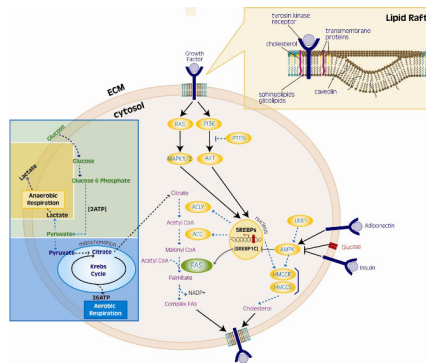 Lipid Raft
tyrosin kinase
receptor
transmembrane
proteins
cholesterol
sphingolipids
glicolipids
caveolin
Growth
Factor
ECM
cytosol
RAS
PI3K
PTEN
MAPK1/2
AKT
Glucose
Glucose
Glucose 6 Phosphate
Lactate
Anaerobic
Respiration
[2ATP]
Lactate
Pyruvate
mitochondrion
Pyruvate
Citrate
Krebs
Cycle
36ATP
Aerobic
Respiration
Citrate
ACLY
Acetyl CoA
ACC
Malonyl CoA
Acetyl CoA
FAS
Palmitate
NADP+
Complex FAs
nucleus
SREBPs
[SREBP1C]
LKB1
AMPK
HMGCR
HMGCS
Cholesterol
Adionectin
Glucose
Insulin